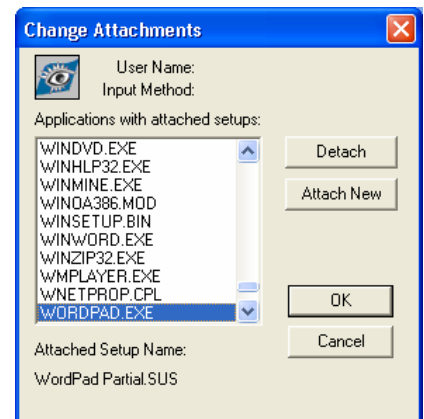 Change Attachments
User Name:
Input Method:
Applications with attached setups:
WINDVD.EXE
WINHLP32.EXE
WINMINE.EXE
WINOA386.MOD
WINSETUP.BIN
WINWORD.EXE
WINZIP32.EXE
WMPLAYER.EXE
WNETPROP.CPL
WORDPAD.EXE
Detach
Attach New
OK
Cancel
Attached Setup Name:
WordPad Partial.SUS